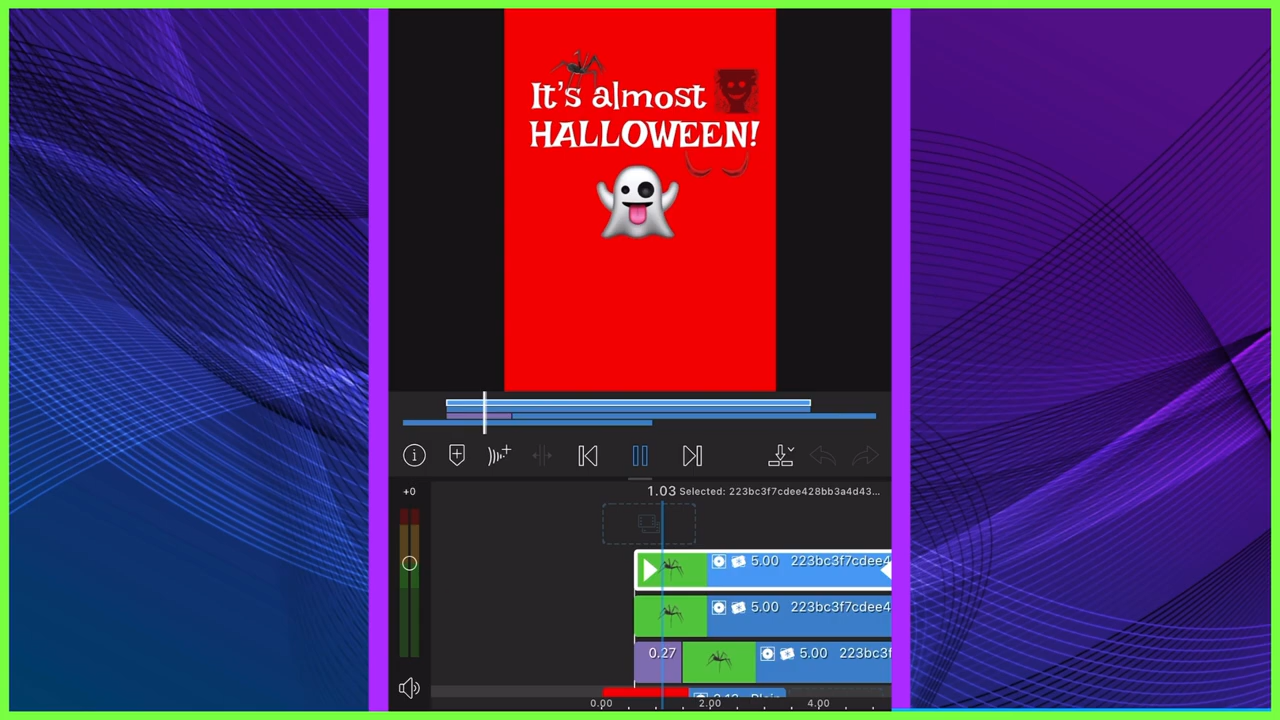 It's almost
HALLOWEEN!
+0
1.03 Selected: 223bc3f7cdee428bb3a4d43...
5.00 223bc3f7cdee4
5.00 223bc3f7cdee4
0.27 5.00 223bc3f
0.00 2.00 4.00